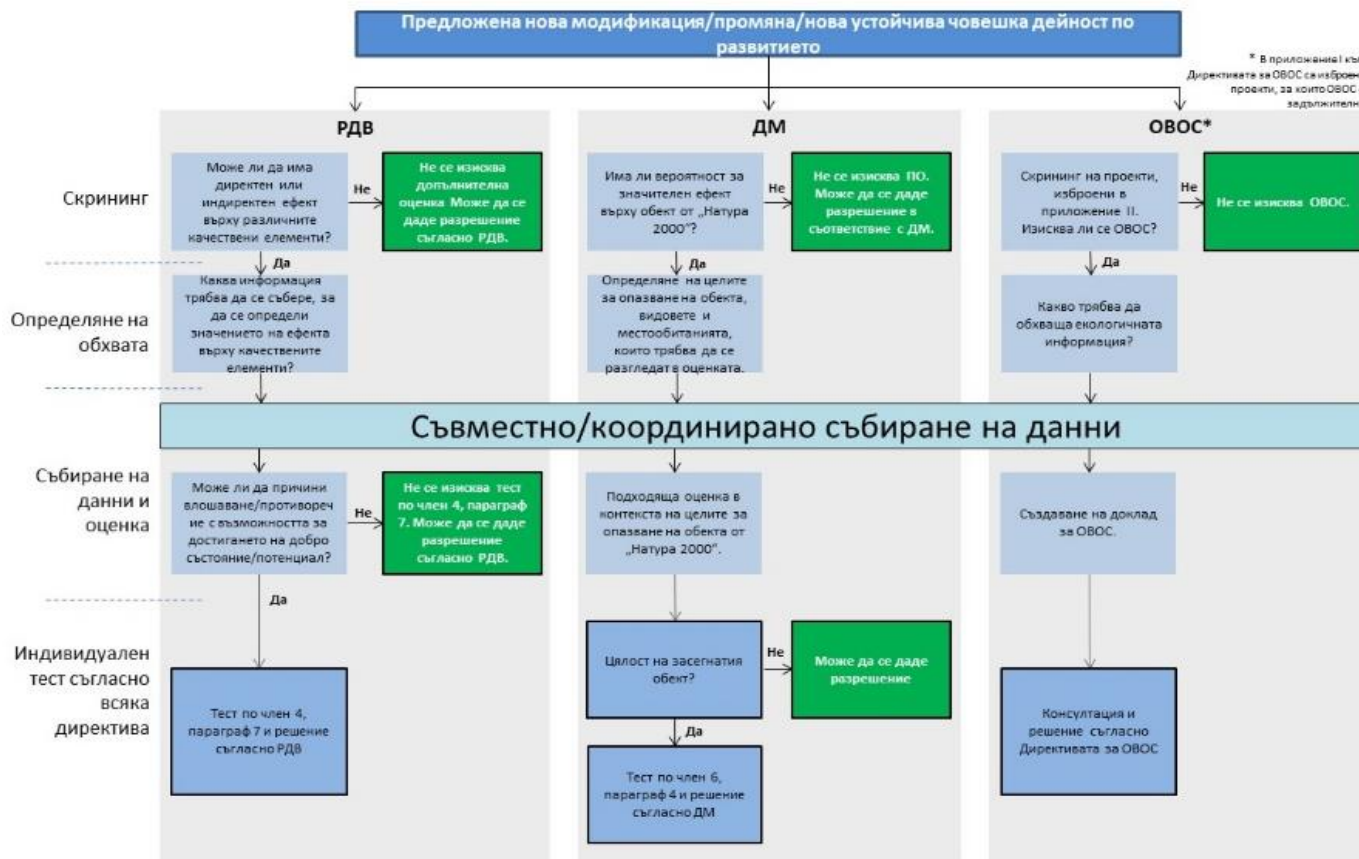 Предложена нова модификация/промяна/нова устойчива човешка дейност по
развитието
* В приложение I към
Директивата за ОВОС са изброен
проекти, за които ОВОС
задължителн
РДВ
ДМ
ОВОС*
Скрининг
Може ли да има
директен или
индиректен ефект
върху различните
качествени елементи?
Не
Не се изисква
допълнителна
оценка Може да се
даде разрешение
съгласно РДВ.
Има ли вероятност за
значителен ефект
върху обект от „Натура
2000“?
Не
Не се изисква ПО.
Може да се даде
разрешение в
съответствие с ДМ.
Скрининг на проекти,
изброени в
приложение II.
Изисква ли се ОВОС?
Не
Не се изисква ОВОС.
Да
Да
Да
Определяне на
обхвата
Каква информация
трябва да се събере, за
да се определи
значението на ефекта
върху качествените
елементи?
Определяне на целите
за опазване на обекта,
видовете и
местообитанията,
които трябва да се
разгледат в оценката.
Какво трябва да
обхваща екологичната
информация?
Съвместно/координирано събиране на данни
Събиране на
данни и
оценка
Може ли да причини
влошаване/противоре
чие с възможността за
достигането на добро
състояние/потенциал?
Не
Не се изисква тест
по член 4, параграф
7. Може да се даде
разрешение
съгласно РДВ.
Подходяща оценка в
контекста на целите за
опазване на обекта от
„Натура 2000“.
Създаване на доклад
за ОВОС.
Да
Индивидуален
тест съгласно
всяка
директива
Тест по член 4,
параграф 7 и решение
съгласно РДВ
Цялост на засегнатия
обект?
Не
Може да се даде
разрешение
Да
Тест по член 6,
параграф 4 и решение
съгласно ДМ
Консултация и
решение съгласно
Директивата за ОВОС